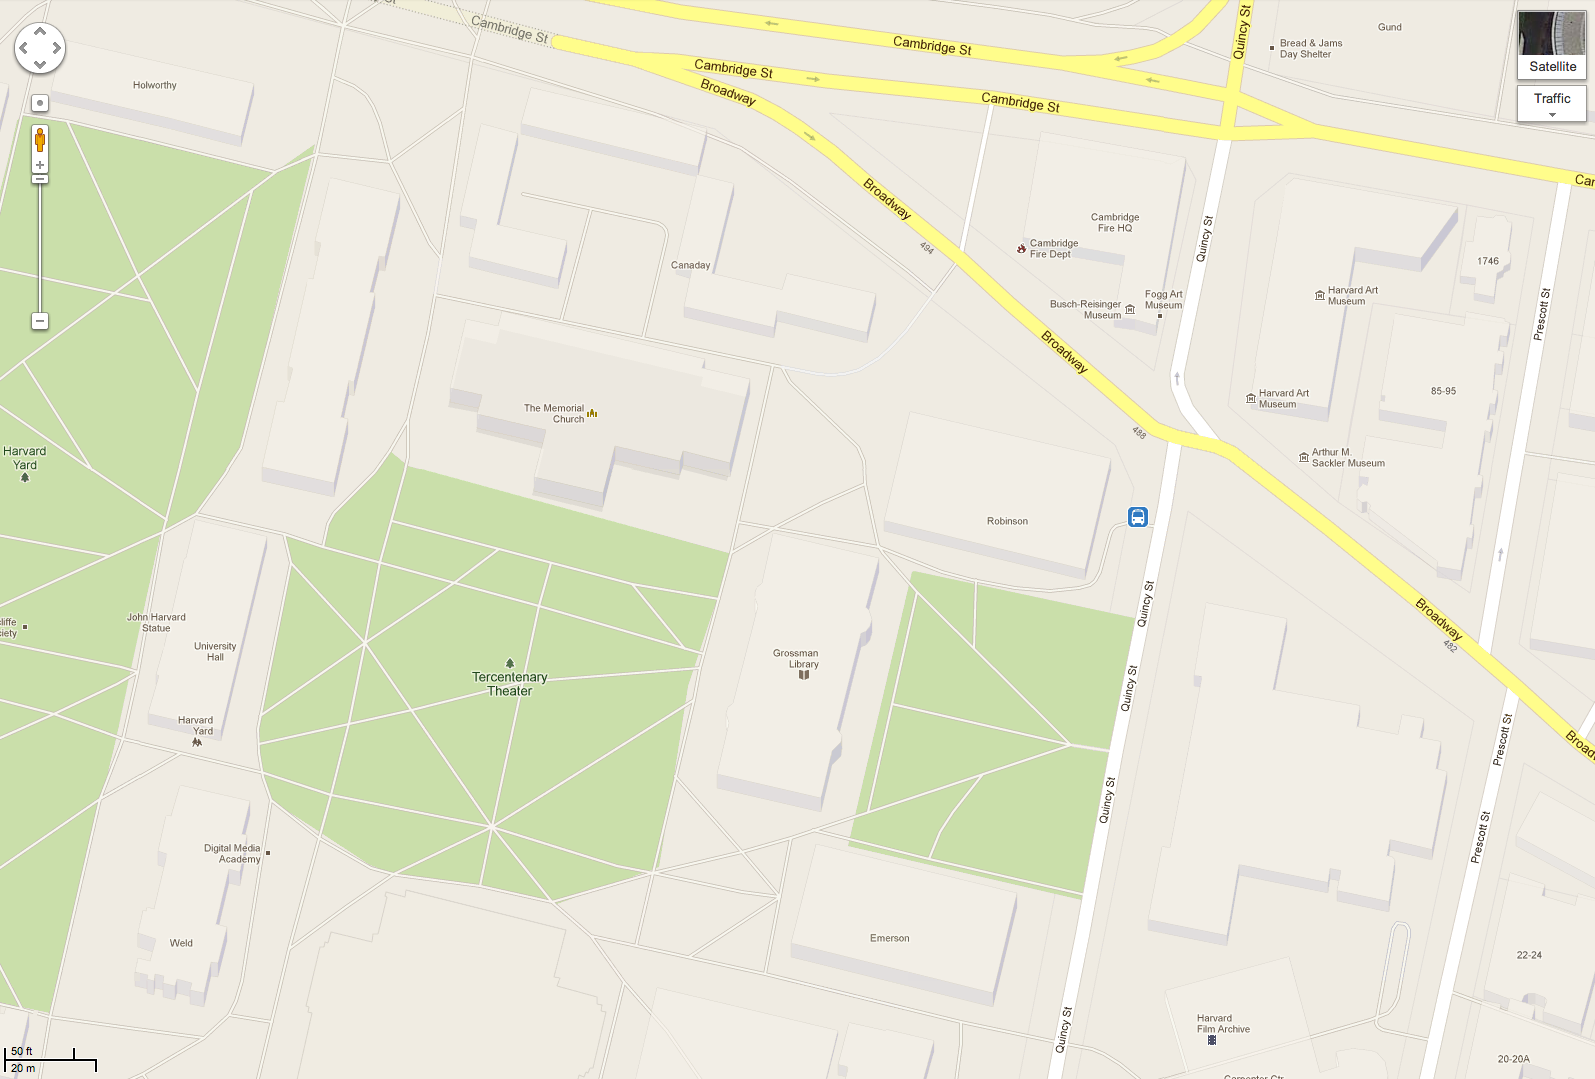 Cambridge St
Cambridge St
Quincy St
Gund
Bread & Jams
Day Shelter
Satellite
Traffic
Holworthy
Cambridge St
Broadway
Cambridge St
Broadway
494
Cambridge
Fire HQ
Cambridge
Fire Dept
Quincy St
Canaday
1746
Busch-Reisinger
Museum
Fogg Art
Museum
Harvard Art
Museum
Prescott St
Broadway
85-95
The Memorial
Church
Harvard Art
Museum
488
Harvard
Yard
Arthur M.
Sackler Museum
Robinson
Quincy St
John Harvard
Statue
University
Hall
Broadway
482
Grossman
Library
Tercentenary
Theater
Quincy St
Harvard
Yard
Prescott St
Quincy St
Prescott St
Digital Media
Academy
Weld
Emerson
22-24
Harvard
Film Archive
Quincy St
50 ft
20 m
20-20A